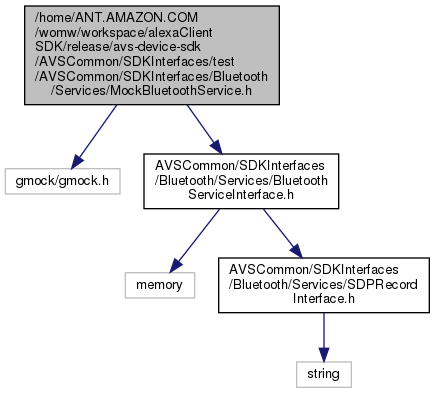 /home/ANT.AMAZON.COM
/womw/workspace/alexaClient
SDK/release/avs-device-sdk
/AVSCommon/SDKInterfaces/test
/AVSCommon/SDKInterfaces/Bluetooth
/Services/MockBluetoothService.h
gmock/gmock.h
AVSCommon/SDKInterfaces
/Bluetooth/Services/Bluetooth
ServiceInterface.h
memory
AVSCommon/SDKInterfaces
/Bluetooth/Services/SDPRecord
Interface.h
string